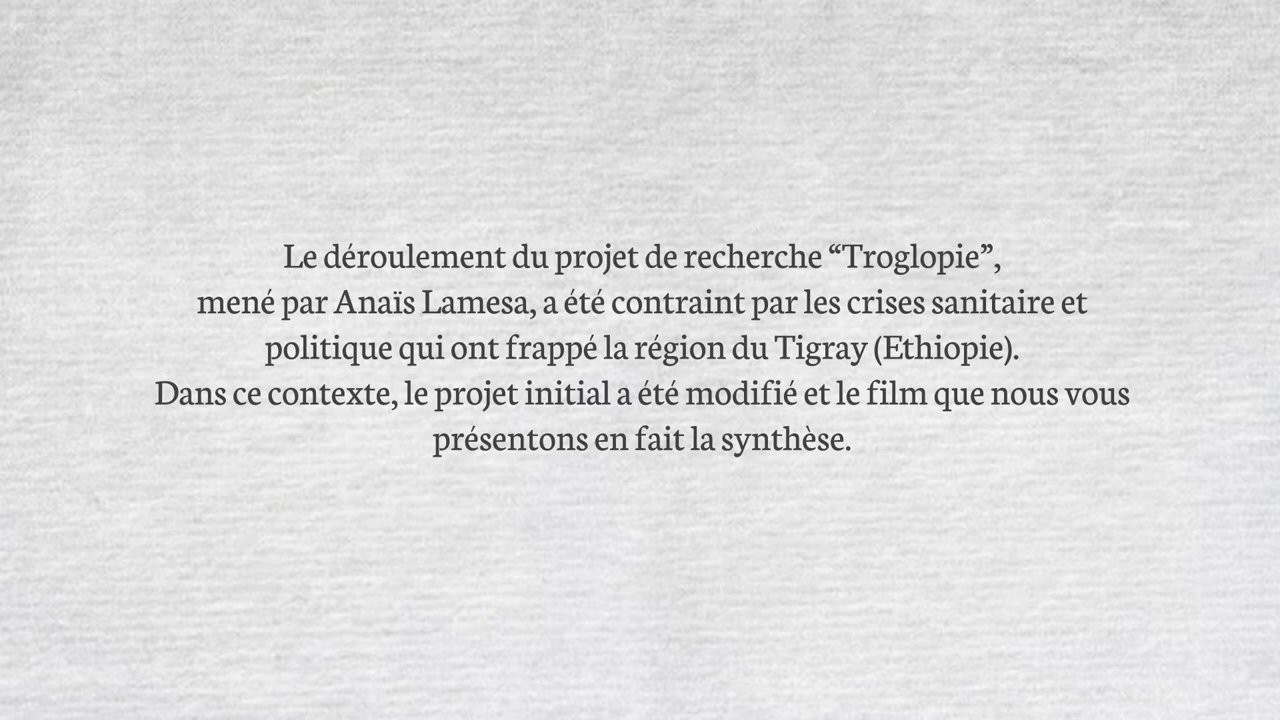 Le déroulement du projet de recherche “Troglopie”,
mené par Anaïs Lamesa, a été contraint par les crises sanitaire et
politique qui ont frappé la région du Tigray (Ethiopie).
Dans ce contexte, le projet initial a été modifié et le film que nous vous
présentons en fait la synthèse.